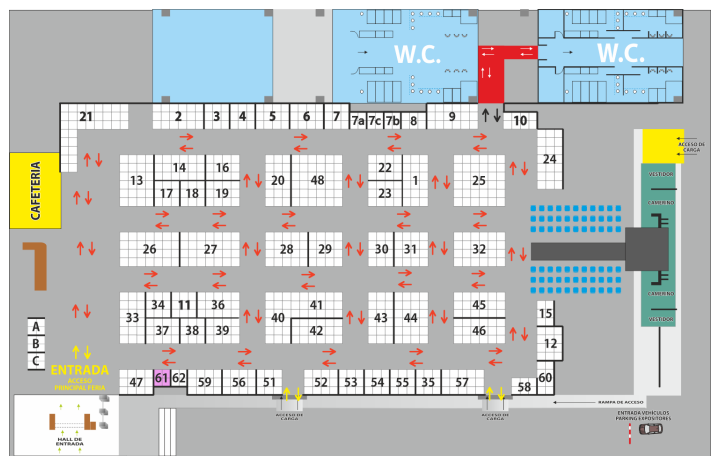 W.C.
W.C.
21
2
3
4
5
6
7
7a
7c
7b
8
9
10
24
ACCESO DE
CARGA
CAFETERIA
13
14
16
17
18
19
20
48
22
23
1
25
VESTIDOR
CAMERINO
26
27
28
29
30
31
32
33
34
11
36
37
38
39
40
41
42
43
44
45
46
15
12
60
CAMERINO
VESTIDOR
A
B
C
ENTRADA
ACCESO
PRINCIPAL FERIA
47
61
62
59
56
51
52
53
54
55
35
57
58
ACCESO DE
CARGA
ACCESO DE
CARGA
RAMPA DE ACCESO
HALL DE
ENTRADA
ENTRADA VEHICULOS
PARKING EXPOSITORES